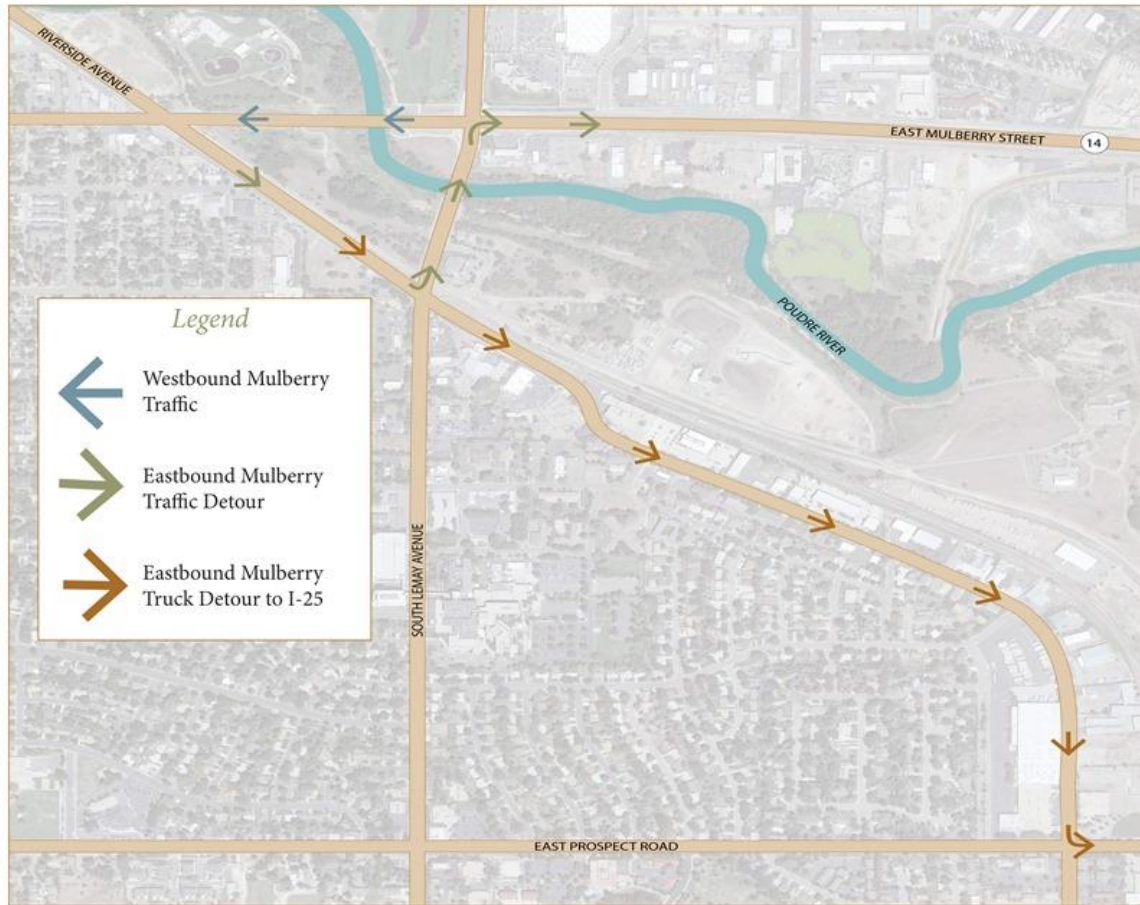 RIVERSIDE AVENUE
EAST MULBERRY STREET
14
POUDRE RIVER
Legend
Westbound Mulberry
Traffic
Eastbound Mulberry
Traffic Detour
Eastbound Mulberry
Truck Detour to I-25
SOUTH LEMAY AVENUE
EAST PROSPECT ROAD